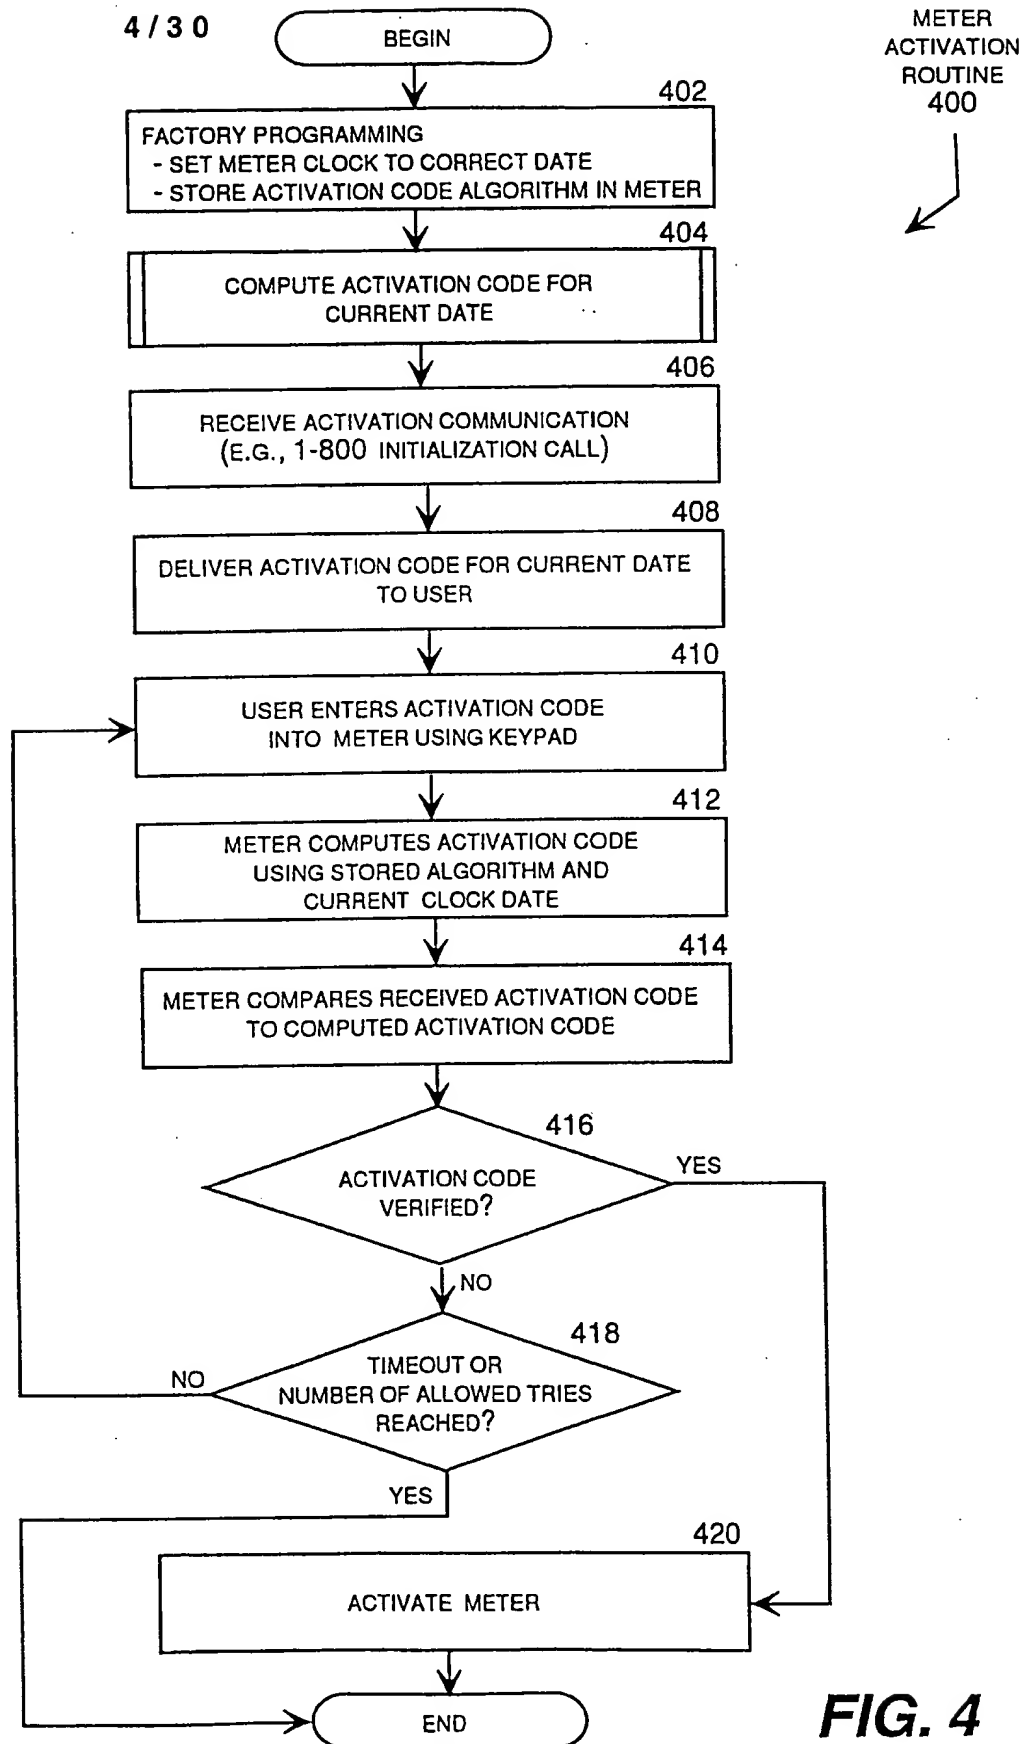 4/30
BEGIN
METER
ACTIVATION
ROUTINE
400
402
FACTORY PROGRAMMING
- SET METER CLOCK TO CORRECT DATE
- STORE ACTIVATION CODE ALGORITHM IN METER
404
COMPUTE ACTIVATION CODE FOR
CURRENT DATE
406
RECEIVE ACTIVATION COMMUNICATION
(E.G., 1-800 INITIALIZATION CALL)
408
DELIVER ACTIVATION CODE FOR CURRENT DATE
TO USER
410
USER ENTERS ACTIVATION CODE
INTO METER USING KEYPAD
412
METER COMPUTES ACTIVATION CODE
USING STORED ALGORITHM AND
CURRENT CLOCK DATE
414
METER COMPARES RECEIVED ACTIVATION CODE
TO COMPUTED ACTIVATION CODE
416
ACTIVATION CODE
VERIFIED?
YES
NO
418
TIMEOUT OR
NUMBER OF ALLOWED TRIES
REACHED?
NO
YES
420
ACTIVATE METER
END
FIG. 4